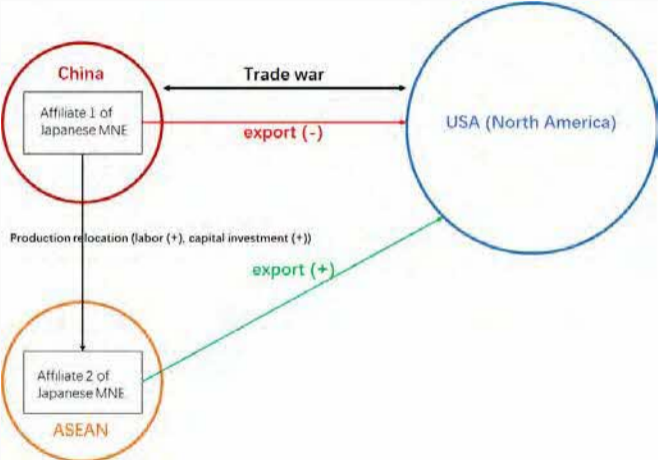 China
Trade war
Affiliate 1 of
Japanese MNE
export (-)
USA (North America)
Production relocation (labor (+), capital investment (+))
export (+)
Affiliate 2 of
Japanese MNE
ASEAN